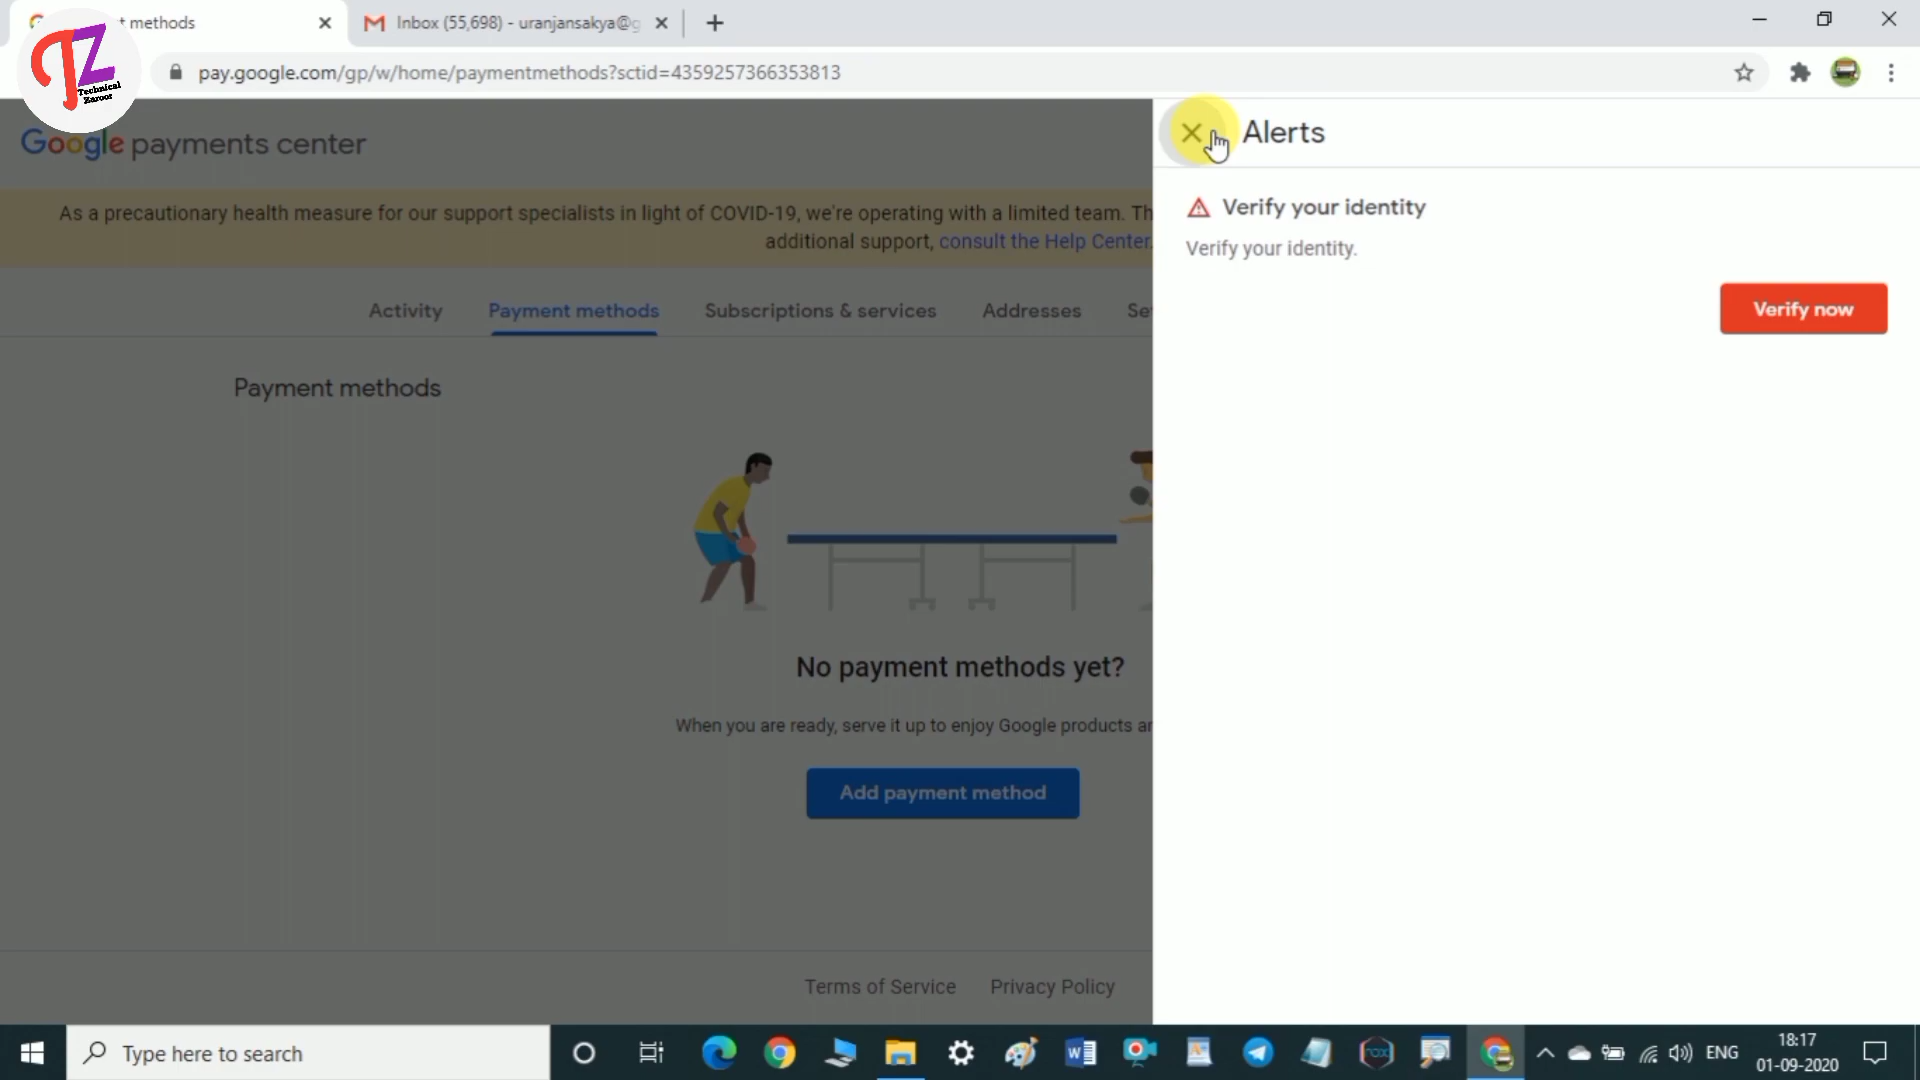 t methods
Inbox (55,698) - uranjansakya@g
TZ
Technical
Zaroor
pay.google.com/gp/w/home/paymentmethods?sctid=4359257366353813
Google payments center
As a precautionary health measure for our support specialists in light of COVID-19, we're operating with a limited team. Th
additional support, consult the Help Center.
Activity
Payment methods
Subscriptions & services
Addresses
Se
Payment methods
No payment methods yet?
When you are ready, serve it up to enjoy Google products an
Add payment method
Terms of Service
Privacy Policy
Alerts
Verify your identity
Verify your identity.
Verify now
Type here to search
nox
ENG
18:17
01-09-2020